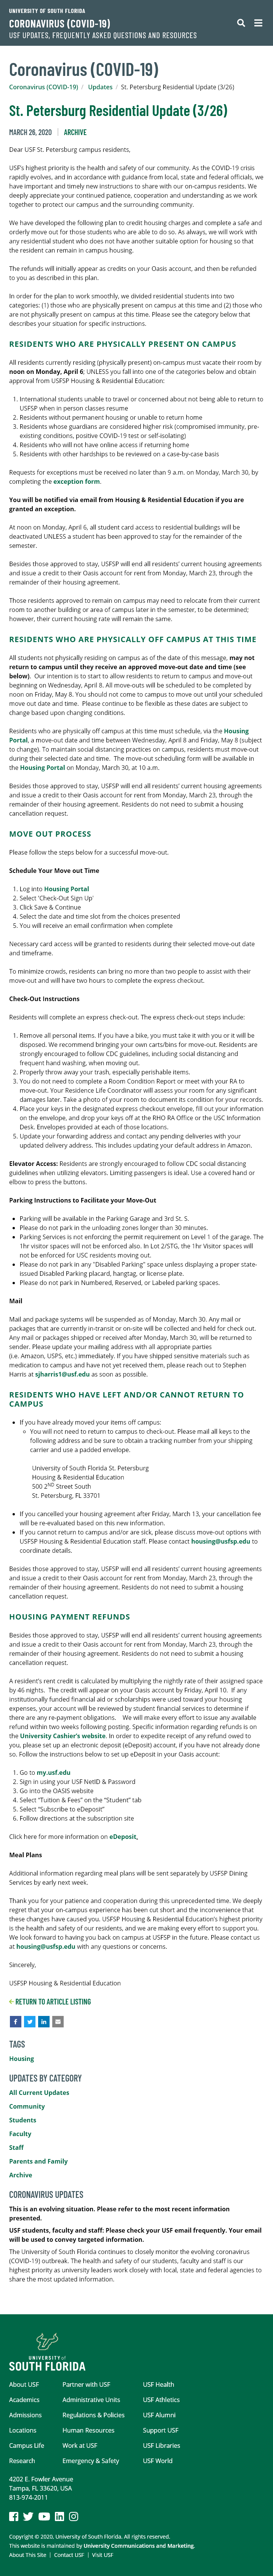 UNIVERSITY OF SOUTH FLORIDA
CORONAVIRUS (COVID-19)
USF UPDATES, FREQUENTLY ASKED QUESTIONS AND RESOURCES
Coronavirus (COVID-19)
Coronavirus (COVID-19) / Updates / St. Petersburg Residential Update (3/26)
St. Petersburg Residential Update (3/26)
MARCH 26, 2020 | ARCHIVE
Dear USF St. Petersburg campus residents,
USF's highest priority is the health and safety of our community. As the COVID-19 crisis
rapidly evolves, and in accordance with guidance from local, state and federal officials, we
have important and timely new instructions to share with our on-campus residents. We
deeply appreciate your continued patience, cooperation and understanding as we work
together to protect our campus and the surrounding community.
We have developed the following plan to credit housing charges and complete a safe and
orderly move-out for those students who are able to do so. As always, we will work with
any residential student for whom this new timeline causes a hardship in the situation that
the resident can remain in campus housing.
The refunds will initially appear as credits on your Oasis account, and then be refunded
to you as described in this plan.
In order for the plan to work smoothly, we divided residential students into two
categories: (1) those who are physically present on campus at this time and (2) those who
are not physically present on campus at this time. Please see the category below that
describes your situation for specific instructions.
RESIDENTS WHO ARE PHYSICALLY PRESENT ON CAMPUS
All residents currently residing (physically present) on campus must vacate their room by
noon on Monday, April 6; UNLESS you fall into one of the categories below and obtain
approval from USFSP Housing & Residential Education:
1. International students unable to travel or concerned about not being able to return to
USFSP when in person classes resume
2. Residents without permanent housing or unable to return home
3. Residents whose guardians are considered higher risk (compromised immunity, pre-
existing conditions, positive COVID-19 test or self-isolating)
4. Residents who will not have online access if returning home
5. Residents with other hardships to be reviewed on a case-by-case basis
Requests for exceptions must be received no later than 9 a.m. on Monday, March 30, by
completing the exception form.
You will be notified via email from Housing & Residential Education if you are
granted an exception.
At noon on Monday, April 6, all student card access to residential buildings will be
deactivated UNLESS a student has been approved to stay for the remainder of the
semester.
Besides those approved to stay, USFSP will end all residents' current housing agreements
and issue a credit to their Oasis account for rent from Monday, March 23, through the
remainder of their housing agreement.
Those residents approved to remain on campus may need to relocate from their current
room to another building or area of campus later in the semester, to be determined;
however, their current housing rate will remain the same.
RESIDENTS WHO ARE PHYSICALLY OFF CAMPUS AT THIS TIME
All students not physically residing on campus as of the date of this message, may not
return to campus until they receive an approved move-out date and time (see
below). Our intention is to start to allow residents to return to campus and move-out
beginning on Wednesday, April 8. All move-outs will be scheduled to be completed by
Friday, May 8. You should not come to campus to move out until your scheduled
move-out date and time. Please continue to be flexible as these dates are subject to
change based upon changing conditions.
Residents who are physically off campus at this time must schedule, via the Housing
Portal, a move-out date and time between Wednesday, April 8 and Friday, May 8 (subject
to change). To maintain social distancing practices on campus, residents must move-out
during their selected date and time. The move-out scheduling form will be available in
the Housing Portal on Monday, March 30, at 10 a.m.
Besides those approved to stay, USFSP will end all residents' current housing agreements
and issue a credit to their Oasis account for rent from Monday, March 23, through the
remainder of their housing agreement. Residents do not need to submit a housing
cancellation request.
MOVE OUT PROCESS
Please follow the steps below for a successful move-out.
Schedule Your Move out Time
1. Log into Housing Portal
2. Select 'Check-Out Sign Up'
3. Click Save & Continue
4. Select the date and time slot from the choices presented
5. You will receive an email confirmation when complete
Necessary card access will be granted to residents during their selected move-out date
and timeframe.
To minimize crowds, residents can bring no more than two people to assist with their
move-out and will have two hours to complete the express checkout.
Check-Out Instructions
Residents will complete an express check-out. The express check-out steps include:
1. Remove all personal items. If you have a bike, you must take it with you or it will be
disposed. We recommend bringing your own carts/bins for move-out. Residents are
strongly encouraged to follow CDC guidelines, including social distancing and
thorough hand washing, when moving out.
2. Properly throw away your trash, especially perishable items.
3. You do not need to complete a Room Condition Report or meet with your RA to
move-out. Your Residence Life Coordinator will assess your room for any significant
damages later. Take a photo of your room to document its condition for your records.
4. Place your keys in the designated express checkout envelope, fill out your information
on the envelope, and drop your keys off at the RHO RA Office or the USC Information
Desk. Envelopes provided at each of those locations.
5. Update your forwarding address and contact any pending deliveries with your
updated delivery address. This includes updating your default address in Amazon.
Elevator Access: Residents are strongly encouraged to follow CDC social distancing
guidelines when utilizing elevators. Limiting passengers is ideal. Use a covered hand or
elbow to press the buttons.
Parking Instructions to Facilitate your Move-Out
• Parking will be available in the Parking Garage and 3rd St. S.
• Please do not park in the unloading zones longer than 30 minutes.
• Parking Services is not enforcing the permit requirement on Level 1 of the garage. The
1hr visitor spaces will not be enforced also. In Lot 2/STG, the 1hr Visitor spaces will
not be enforced for USC residents moving out.
• Please do not park in any "Disabled Parking" space unless displaying a proper state-
issued Disabled Parking placard, hangtag, or license plate.
• Please do not park in Numbered, Reserved, or Labeled parking spaces.
Mail
Mail and package systems will be suspended as of Monday, March 30. Any mail or
packages that are currently in-transit or onsite will be collected and held for safe pick out.
Any mail or packages shipped or received after Monday, March 30, will be returned to
sender. Please update your mailing address with all appropriate parties
(i.e. Amazon, USPS, etc.) immediately. If you have shipped sensitive materials such as
medication to campus and have not yet received them, please reach out to Stephen
Harris at sjharris1@usf.edu as soon as possible.
RESIDENTS WHO HAVE LEFT AND/OR CANNOT RETURN TO
CAMPUS
• If you have already moved your items off campus:
◦ You will not need to return to campus to check-out. Please mail all keys to the
following address and be sure to obtain a tracking number from your shipping
carrier and use a padded envelope.
University of South Florida St. Petersburg
Housing & Residential Education
500 2ND Street South
St. Petersburg, FL 33701
• If you cancelled your housing agreement after Friday, March 13, your cancellation fee
will be re-evaluated based on this new information.
• If you cannot return to campus and/or are sick, please discuss move-out options with
USFSP Housing & Residential Education staff. Please contact housing@usfsp.edu to
coordinate details.
Besides those approved to stay, USFSP will end all residents' current housing agreements
and issue a credit to their Oasis account for rent from Monday, March 23, through the
remainder of their housing agreement. Residents do not need to submit a housing
cancellation request.
HOUSING PAYMENT REFUNDS
Besides those approved to stay, USFSP will end all residents' current housing agreements
and issue a credit to their Oasis account for rent from Monday, March 23, through the
remainder of their housing agreement. Residents do not need to submit a housing
cancellation request.
A resident's rent credit is calculated by multiplying the nightly rate of their assigned space
by 46 nights. The credit will appear on your Oasis account by Friday, April 10. If any
institutionally based financial aid or scholarships were used toward your housing
expenses, your account will be reviewed by student financial services to determine if
there are any payment obligations. We will make every effort to issue any available
refund within two weeks following posting. Specific information regarding refunds is on
the University Cashier's website. In order to expedite receipt of any refund owed to
you, please set up an electronic deposit (eDeposit) account, if you have not already done
so. Follow the instructions below to set up eDeposit in your Oasis account:
1. Go to my.usf.edu
2. Sign in using your USF NetID & Password
3. Go into the OASIS website
4. Select "Tuition & Fees" on the "Student" tab
5. Select "Subscribe to eDeposit"
6. Follow directions at the subscription site
Click here for more information on eDeposit,
Meal Plans
Additional information regarding meal plans will be sent separately by USFSP Dining
Services by early next week.
Thank you for your patience and cooperation during this unprecedented time. We deeply
regret that your on-campus experience has been cut short and the inconvenience that
these changes have caused you. USFSP Housing & Residential Education's highest priority
is the health and safety of our residents, and we are making every effort to support you.
We look forward to having you back on campus at USFSP in the future. Please contact us
at housing@usfsp.edu with any questions or concerns.
Sincerely,
USFSP Housing & Residential Education
RETURN TO ARTICLE LISTING
TAGS
Housing
UPDATES BY CATEGORY
All Current Updates
Community
Students
Faculty
Staff
Parents and Family
Archive
CORONAVIRUS UPDATES
This is an evolving situation. Please refer to the most recent information
presented.
USF students, faculty and staff: Please check your USF email frequently. Your email
will be used to convey targeted information.
The University of South Florida continues to closely monitor the evolving coronavirus
(COVID-19) outbreak. The health and safety of our students, faculty and staff is our
highest priority as university leaders work closely with local, state and federal agencies to
share the most updated information.
UNIVERSITY of
SOUTH FLORIDA
About USF
Academics
Admissions
Locations
Campus Life
Research
Partner with USF
Administrative Units
Regulations & Policies
Human Resources
Work at USF
Emergency & Safety
USF Health
USF Athletics
USF Alumni
Support USF
USF Libraries
USF World
4202 E. Fowler Avenue
Tampa, FL 33620, USA
813-974-2011
Copyright © 2020, University of South Florida. All rights reserved.
This website is maintained by University Communications and Marketing.
About This Site | Contact USF | Visit USF